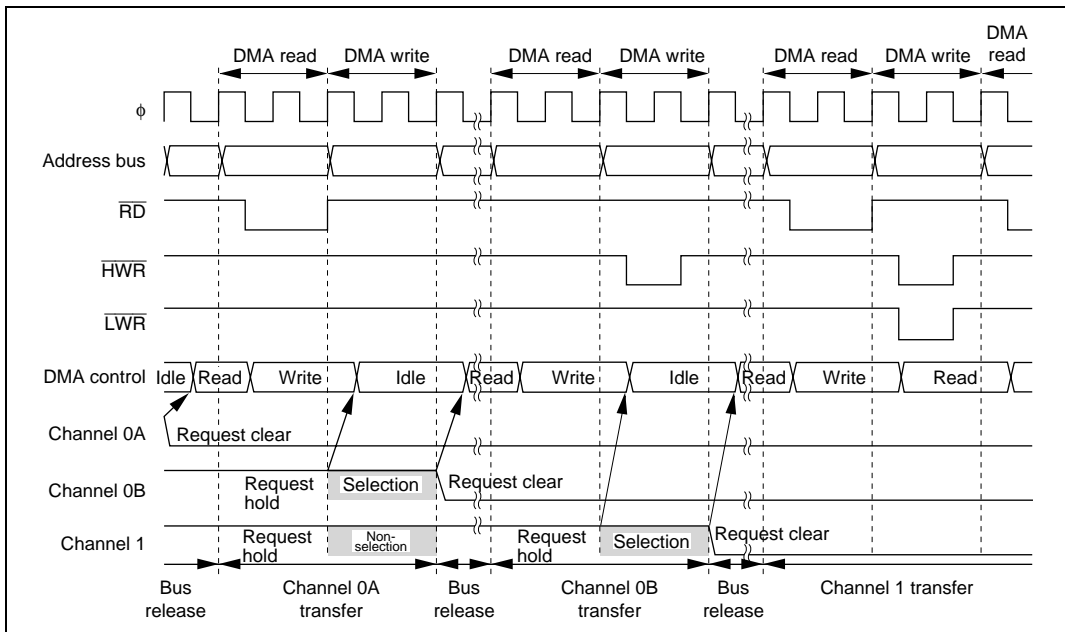 DMA read DMA write DMA read DMA write DMA read DMA write DMA read
φ
Address bus
RD
HWR
LWR
DMA control Idle Read Write Idle Read Write Idle Read Write Read
Channel 0A Request clear
Channel 0B Request hold Selection Request clear
Channel 1 Request hold Non-selection Request hold Selection Request clear
Bus release Channel 0A transfer Bus release Channel 0B transfer Bus release Channel 1 transfer